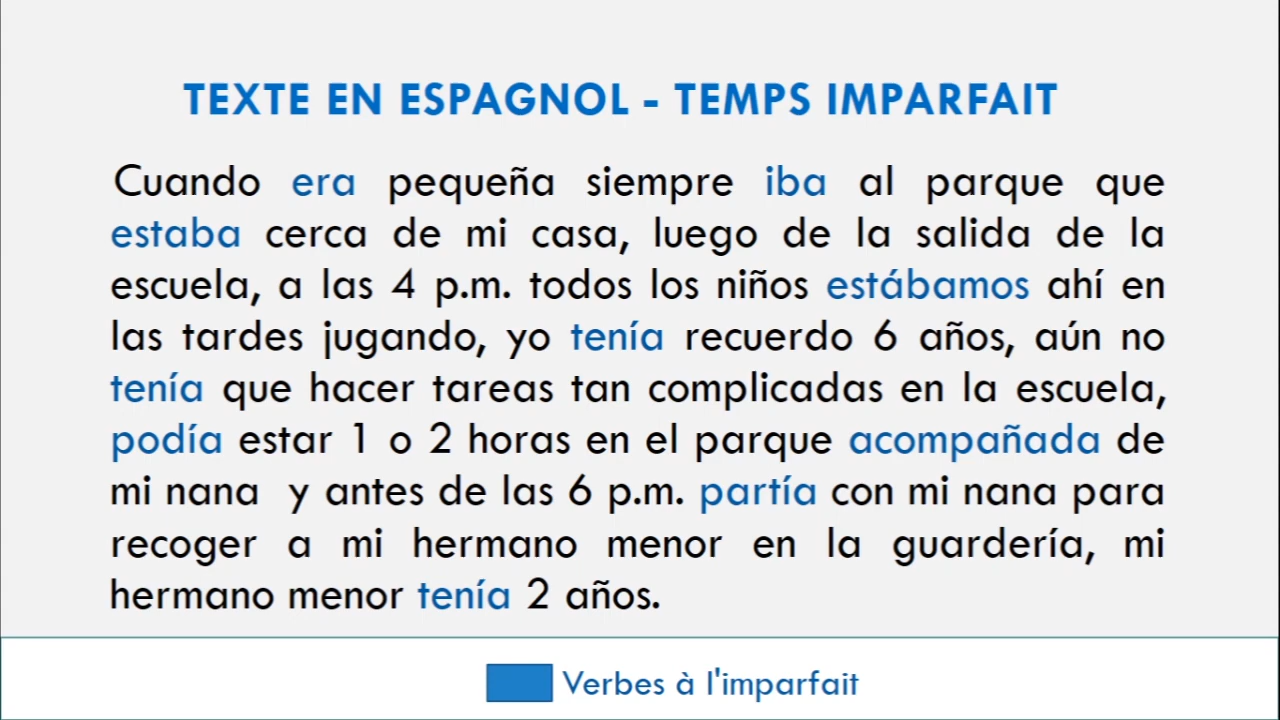 TEXTE EN ESPAGNOL - TEMPS IMPARFAIT
Cuando era pequeña siempre iba al parque que
estaba cerca de mi casa, luego de la salida de la
escuela, a las 4 p.m. todos los niños estábamos ahí en
las tardes jugando, yo tenía recuerdo 6 años, aún no
tenía que hacer tareas tan complicadas en la escuela,
podía estar 1 o 2 horas en el parque acompañada de
mi nana y antes de las 6 p.m. partía con mi nana para
recoger a mi hermano menor en la guardería, mi
hermano menor tenía 2 años.
Verbes à l'imparfait